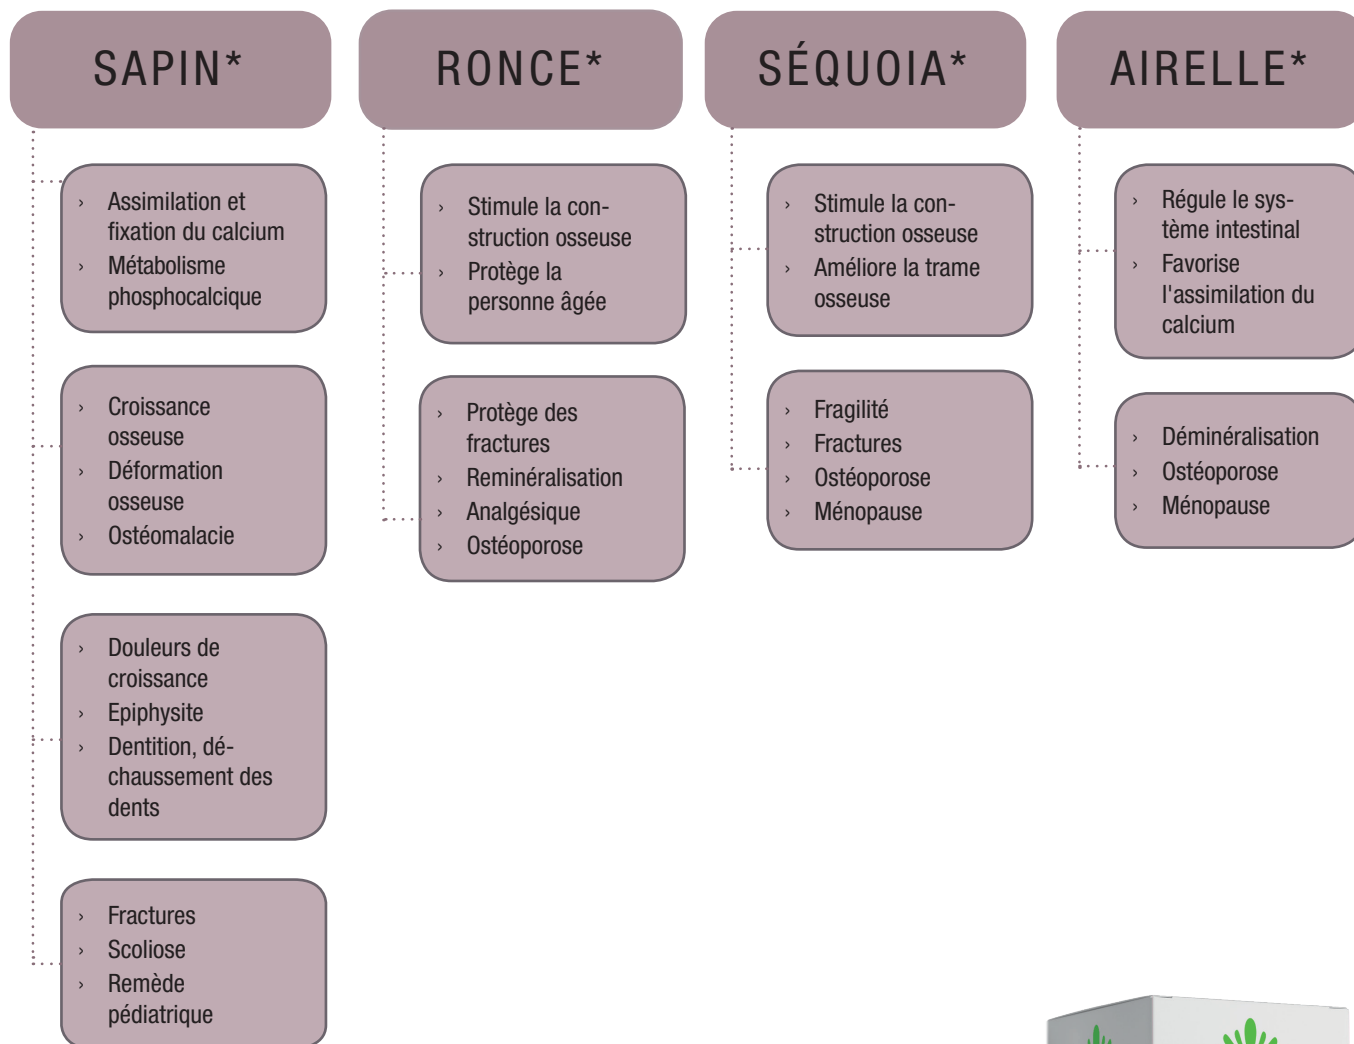 SAPIN*
› Assimilation et
fixation du calcium
› Métabolisme
phosphocalcique
› Croissance
osseuse
› Déformation
osseuse
› Ostéomalacie
› Douleurs de
croissance
› Epiphysite
› Dentition, dé-
chaussement des
dents
› Fractures
› Scoliose
› Remède
pédiatrique
RONCE*
› Stimule la con-
struction osseuse
› Protège la
personne âgée
› Protège des
fractures
› Reminéralisation
› Analgésique
› Ostéoporose
SÉQUOIA*
› Stimule la con-
struction osseuse
› Améliore la trame
osseuse
› Fragilité
› Fractures
› Ostéoporose
› Ménopause
AIRELLE*
› Régule le sys-
tème intestinal
› Favorise
l'assimilation du
calcium
› Déminéralisation
› Ostéoporose
› Ménopause